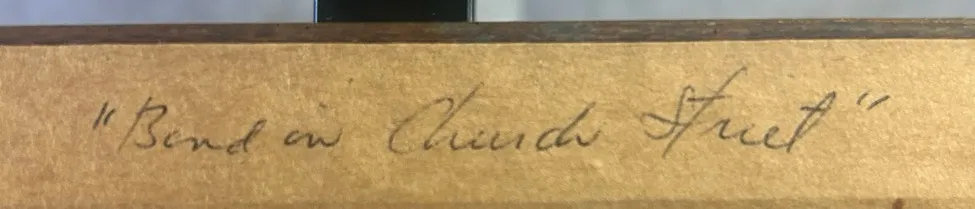 "Bend in Church Street"